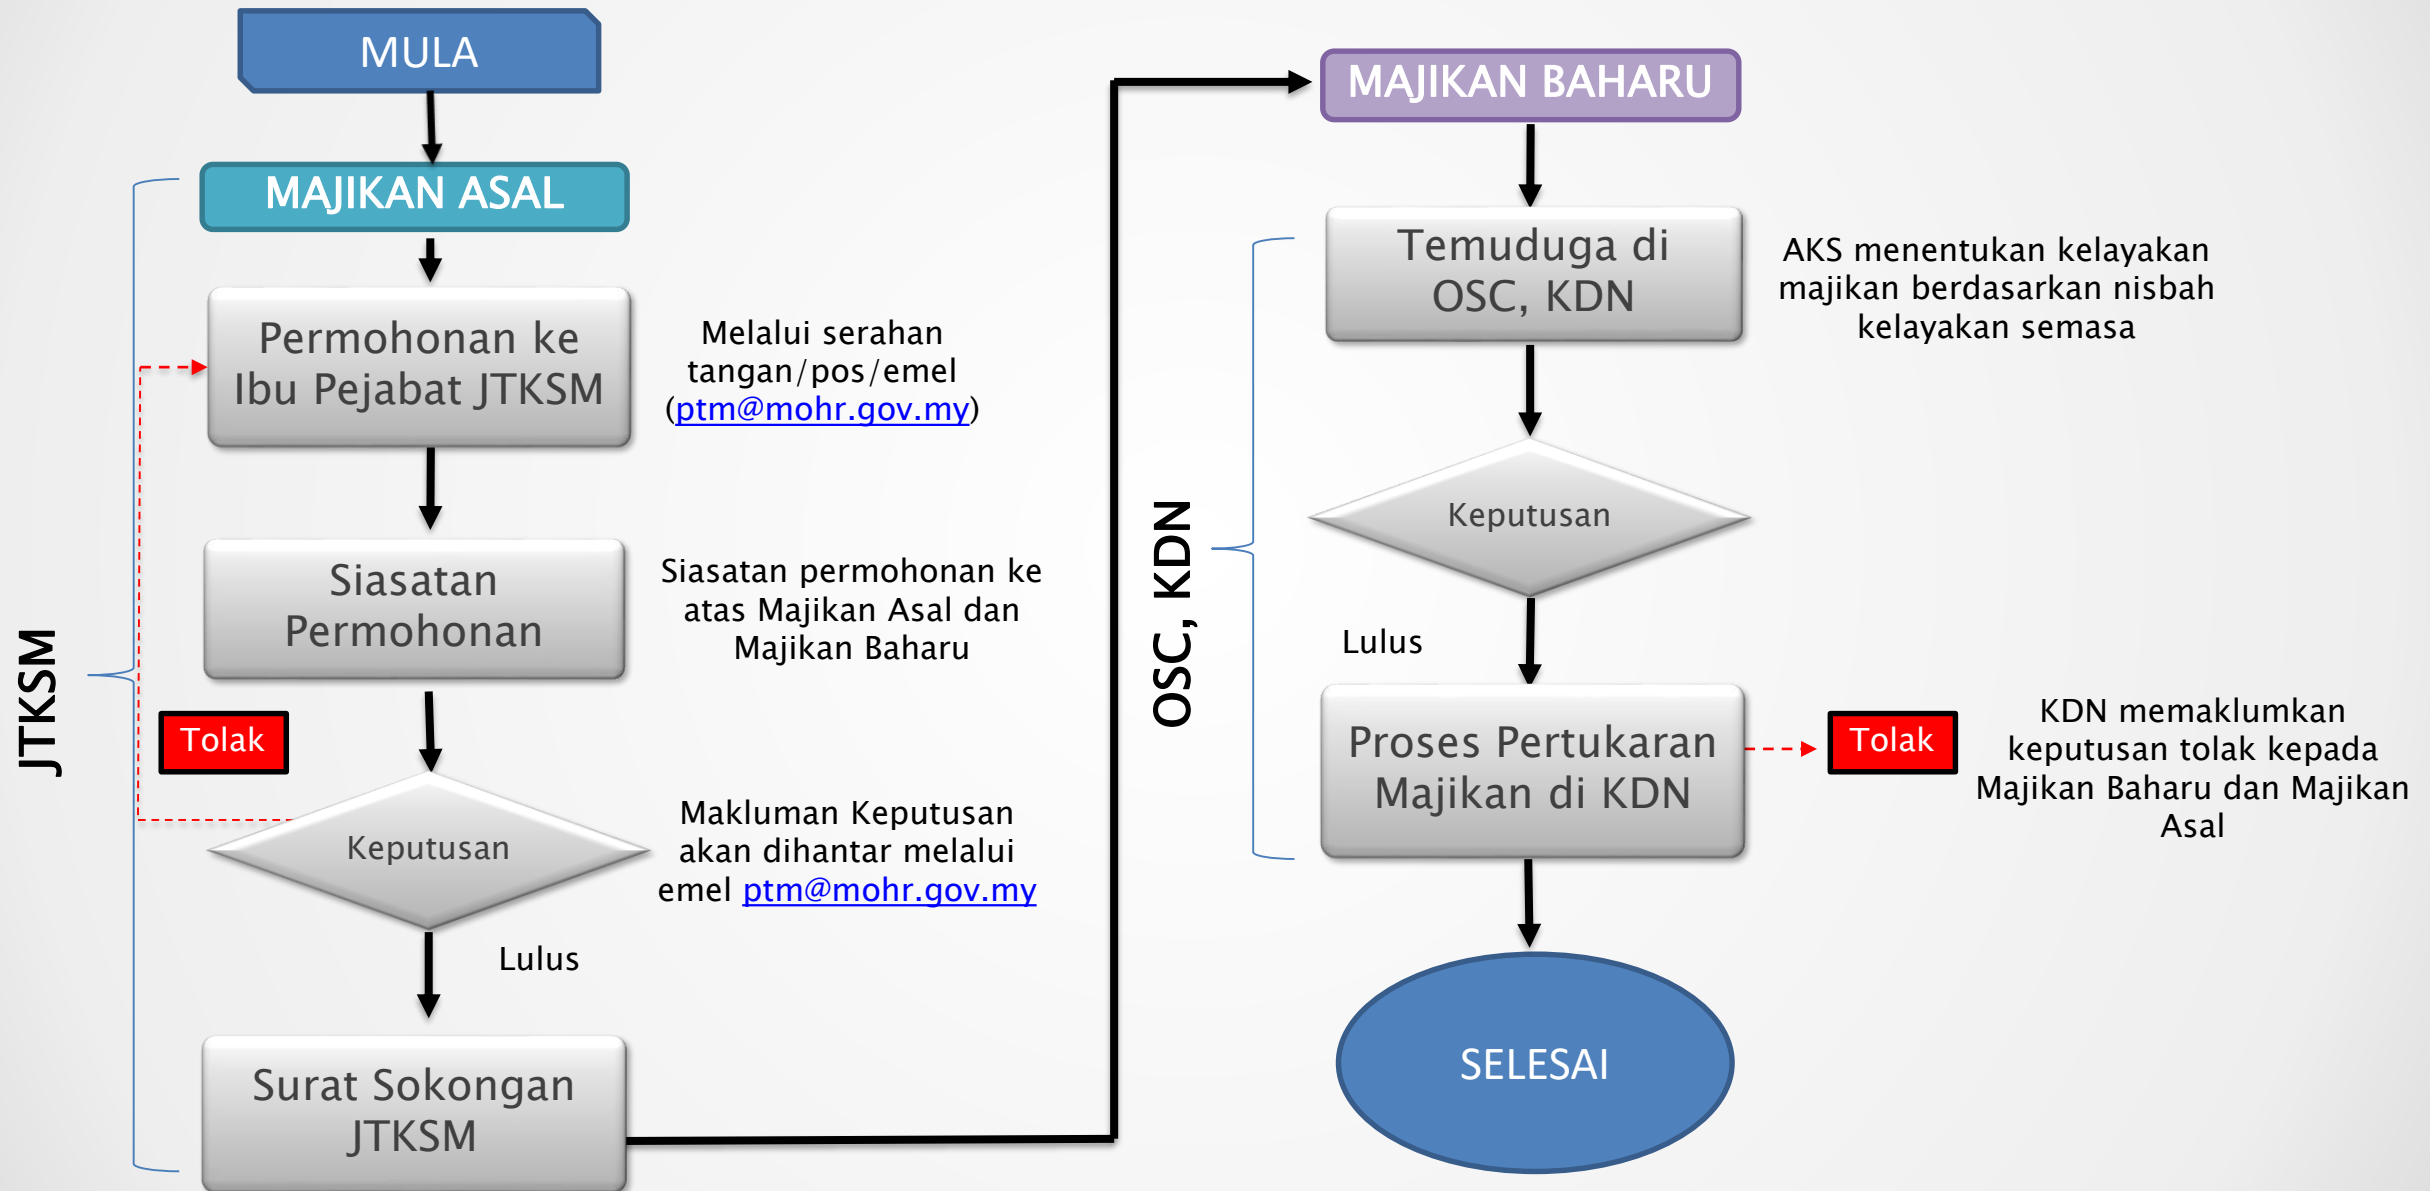 MULA
MAJIKAN ASAL
Permohonan ke
Ibu Pejabat JTKSM
Melalui serahan
tangan/pos/emel
(ptm@mohr.gov.my)
Siasatan
Permohonan
Siasatan permohonan ke
atas Majikan Asal dan
Majikan Baharu
JTKSM
Tolak
Keputusan
Makluman Keputusan
akan dihantar melalui
emel ptm@mohr.gov.my
Lulus
Surat Sokongan
JTKSM
MAJIKAN BAHARU
Temuduga di
OSC, KDN
AKS menentukan kelayakan
majikan berdasarkan nisbah
kelayakan semasa
Keputusan
OSC, KDN
Lulus
Proses Pertukaran
Majikan di KDN
Tolak
KDN memaklumkan
keputusan tolak kepada
Majikan Baharu dan Majikan
Asal
SELESAI